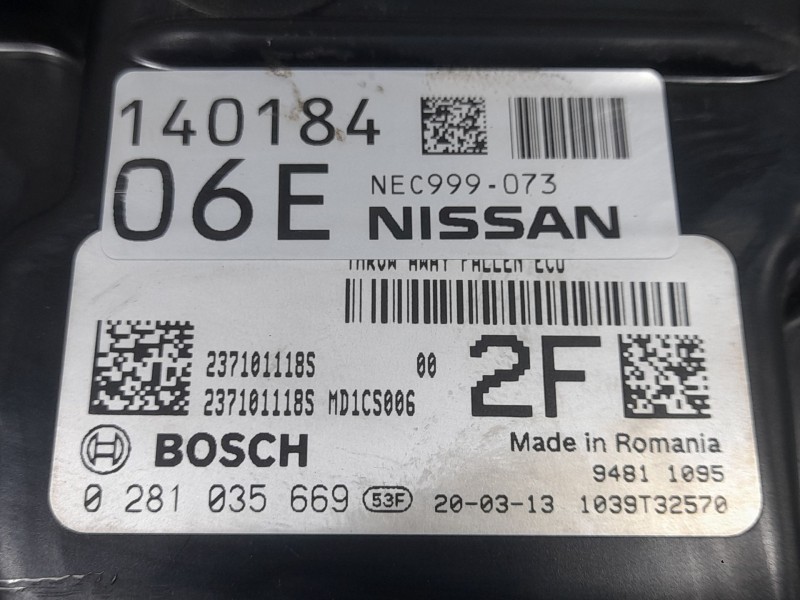 140184
06E
NEC999-073
NISSAN
THROW AWAY FALLEN ECU
237101118S 00
237101118S MD1CS006
2F
BOSCH
Made in Romania
9481 1095
0 281 035 669 53F 20-03-13 1039T32570